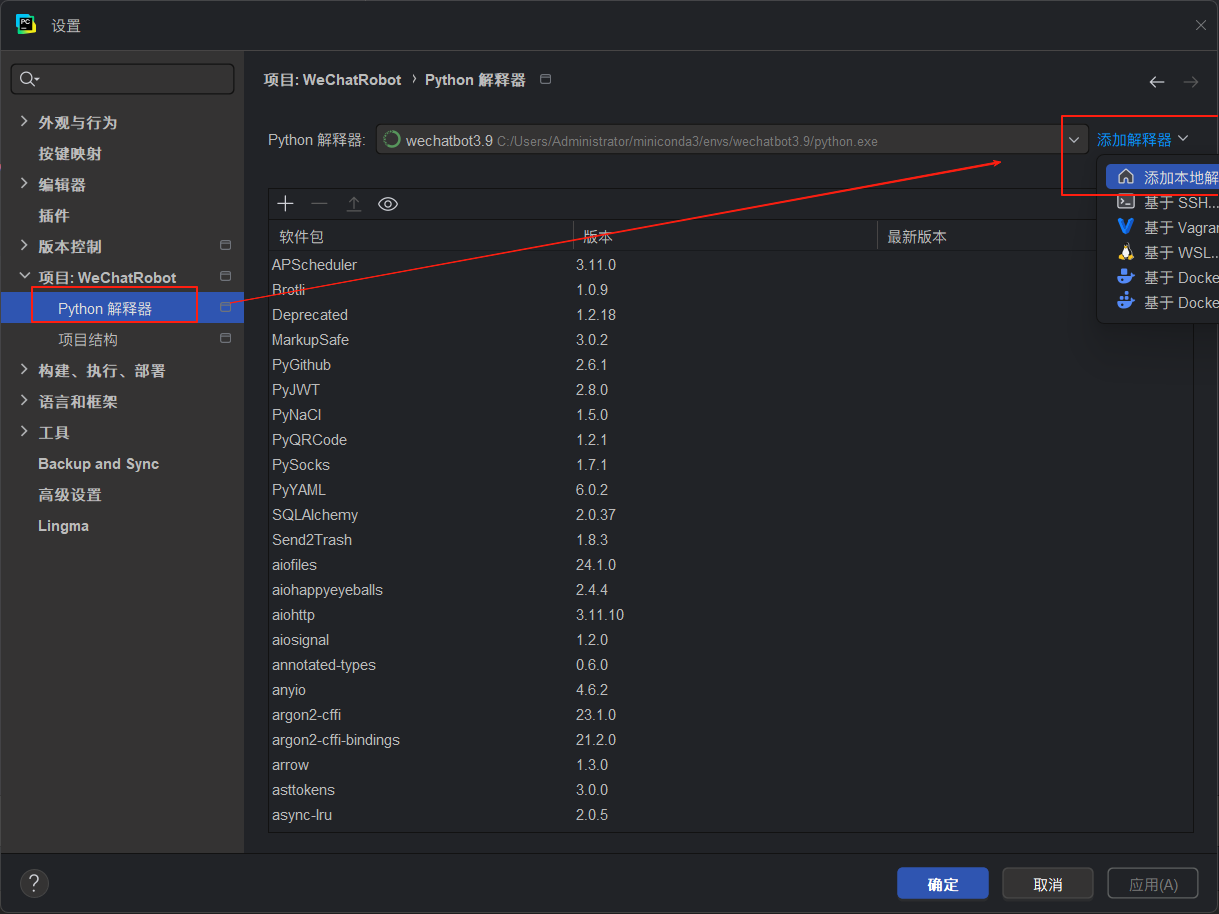 设置
项目: WeChatRobot › Python 解释器
外观与行为
按键映射
编辑器
插件
版本控制
项目: WeChatRobot
Python 解释器
项目结构
构建、执行、部署
语言和框架
工具
Backup and Sync
高级设置
Lingma
Python 解释器: wechatbot3.9 C:/Users/Administrator/miniconda3/envs/wechatbot3.9/python.exe
添加解释器
添加本地解
基于 SSH...
基于 Vagra
基于 WSL...
基于 Docke
基于 Docke
软件包 版本 最新版本
APScheduler 3.11.0
Brotli 1.0.9
Deprecated 1.2.18
MarkupSafe 3.0.2
PyGithub 2.6.1
PyJWT 2.8.0
PyNaCl 1.5.0
PyQRCode 1.2.1
PySocks 1.7.1
PyYAML 6.0.2
SQLAlchemy 2.0.37
Send2Trash 1.8.3
aiofiles 24.1.0
aiohappyeyeballs 2.4.4
aiohttp 3.11.10
aiosignal 1.2.0
annotated-types 0.6.0
anyio 4.6.2
argon2-cffi 23.1.0
argon2-cffi-bindings 21.2.0
arrow 1.3.0
asttokens 3.0.0
async-lru 2.0.5
?
确定 取消 应用(A)